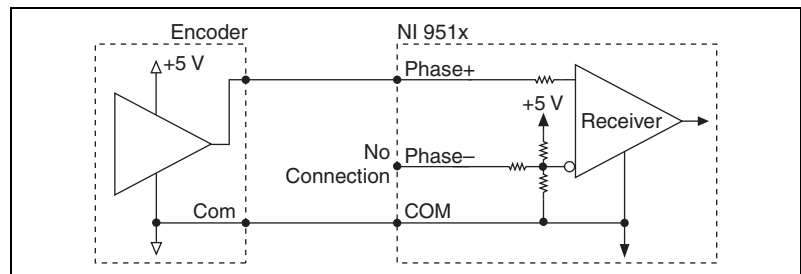 Encoder
NI 951x
+5 V
Phase+
+5 V
Receiver
No
Connection
Phase–
Com
COM